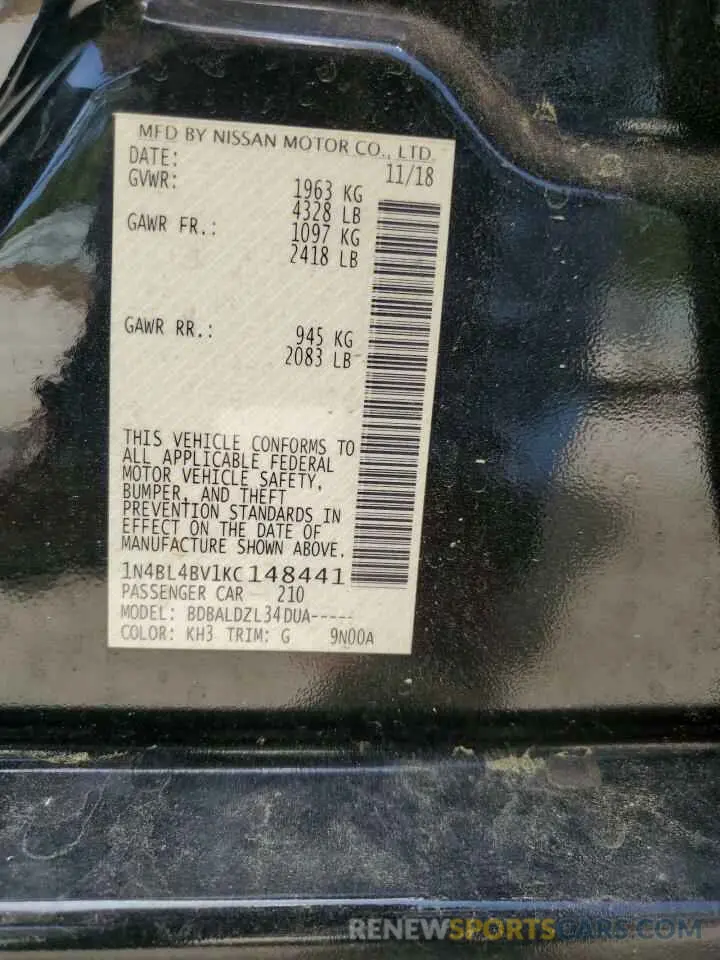 MFD BY NISSAN MOTOR CO., LTD.
DATE: 11/18
GVWR: 1963 KG
4328 LB
GAWR FR.: 1097 KG
2418 LB
GAWR RR.: 945 KG
2083 LB
THIS VEHICLE CONFORMS TO
ALL APPLICABLE FEDERAL
MOTOR VEHICLE SAFETY,
BUMPER, AND THEFT
PREVENTION STANDARDS IN
EFFECT ON THE DATE OF
MANUFACTURE SHOWN ABOVE.
1N4BL4BV1KC148441
PASSENGER CAR 210
MODEL: BDBALDZL34DUA-----
COLOR: KH3 TRIM: G 9N00A
RENEWSPORTSCARS.COM